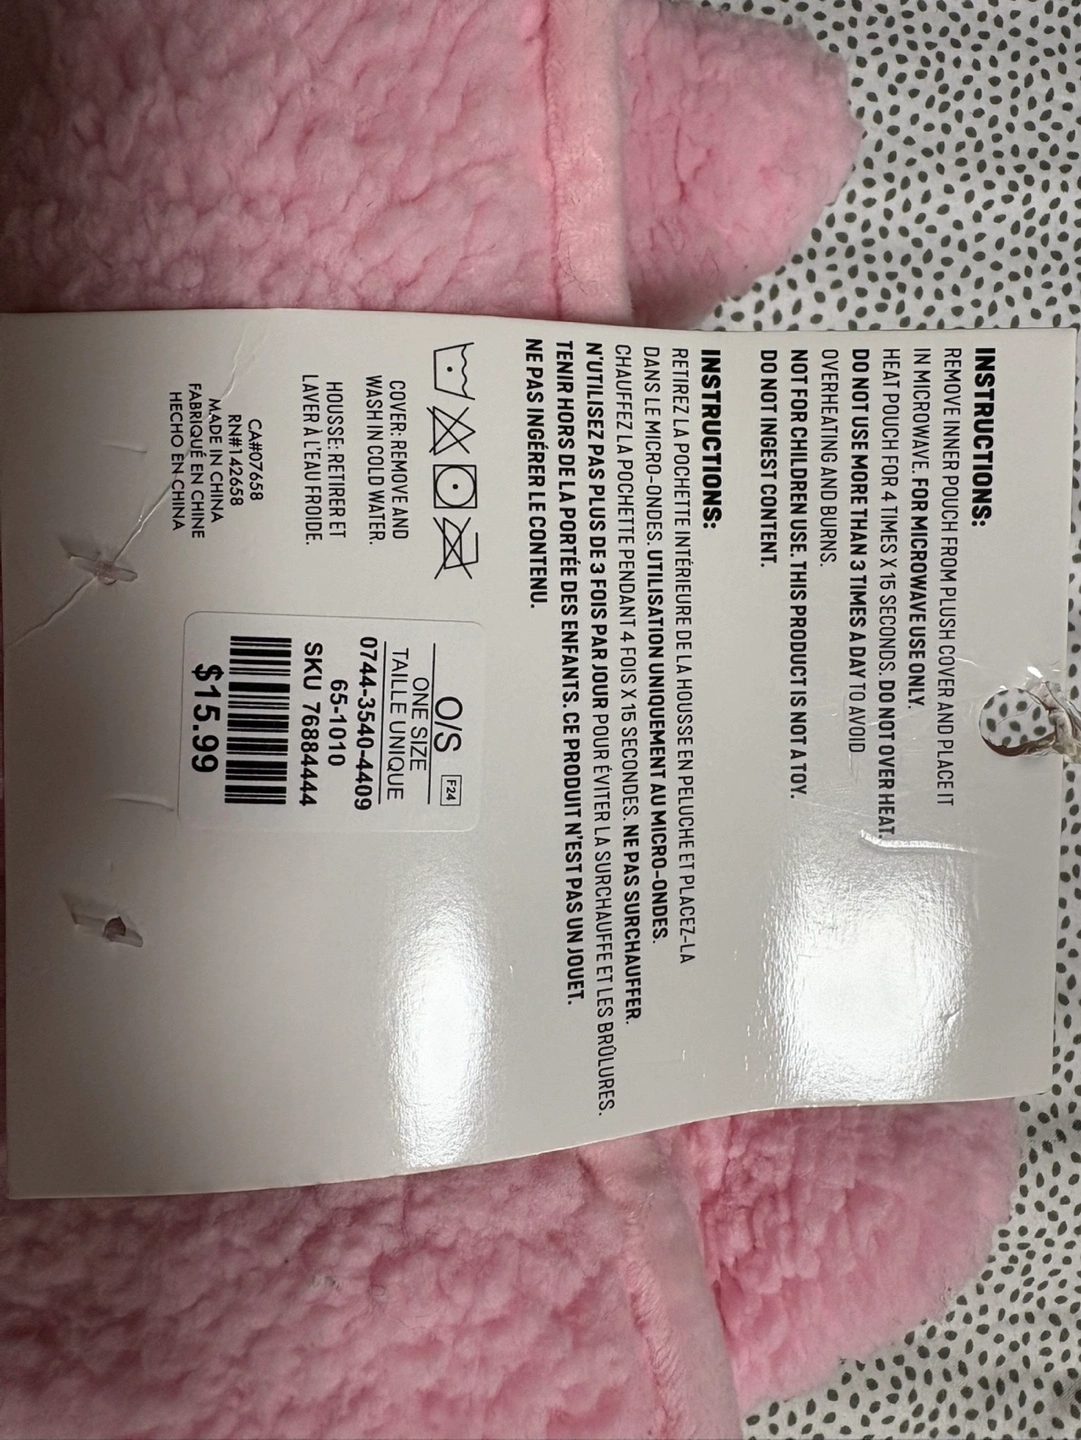 INSTRUCTIONS:
REMOVE INNER POUCH FROM PLUSH COVER AND PLACE IT
IN MICROWAVE. FOR MICROWAVE USE ONLY.
HEAT POUCH FOR 4 TIMES X 15 SECONDS. DO NOT OVER HEAT.
DO NOT USE MORE THAN 3 TIMES A DAY TO AVOID
OVERHEATING AND BURNS.
NOT FOR CHILDREN USE. THIS PRODUCT IS NOT A TOY.
DO NOT INGEST CONTENT.
INSTRUCTIONS:
RETIREZ LA POCHETTE INTÉRIEURE DE LA HOUSSE EN PELUCHE ET PLACEZ-LA
DANS LE MICRO-ONDES. UTILISATION UNIQUEMENT AU MICRO-ONDES.
CHAUFFEZ LA POCHETTE PENDANT 4 FOIS X 15 SECONDES. NE PAS SURCHAUFFER.
N'UTILISEZ PAS PLUS DE 3 FOIS PAR JOUR POUR ÉVITER LA SURCHAUFFE ET LES BRÛLURES.
TENIR HORS DE LA PORTÉE DES ENFANTS. CE PRODUIT N'EST PAS UN JOUET.
NE PAS INGÉRER LE CONTENU.
COVER: REMOVE AND
WASH IN COLD WATER.
HOUSSE: RETIRER ET
LAVER À L'EAU FROIDE.
CA#07658
RN#142658
MADE IN CHINA
FABRIQUÉ EN CHINE
HECHO EN CHINA
O/S F24
ONE SIZE
TAILLE UNIQUE
0744-3540-4409
65-1010
SKU 76884444
$15.99